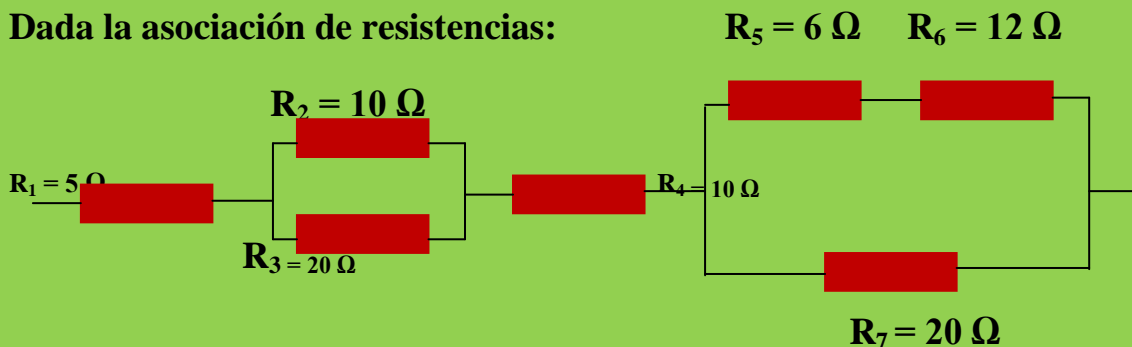 Dada la asociación de resistencias:
R₅ = 6 Ω R₆ = 12 Ω
R₂ = 10 Ω
R₁ = 5 Ω
R₄ = 10 Ω
R₃ = 20 Ω
R₇ = 20 Ω